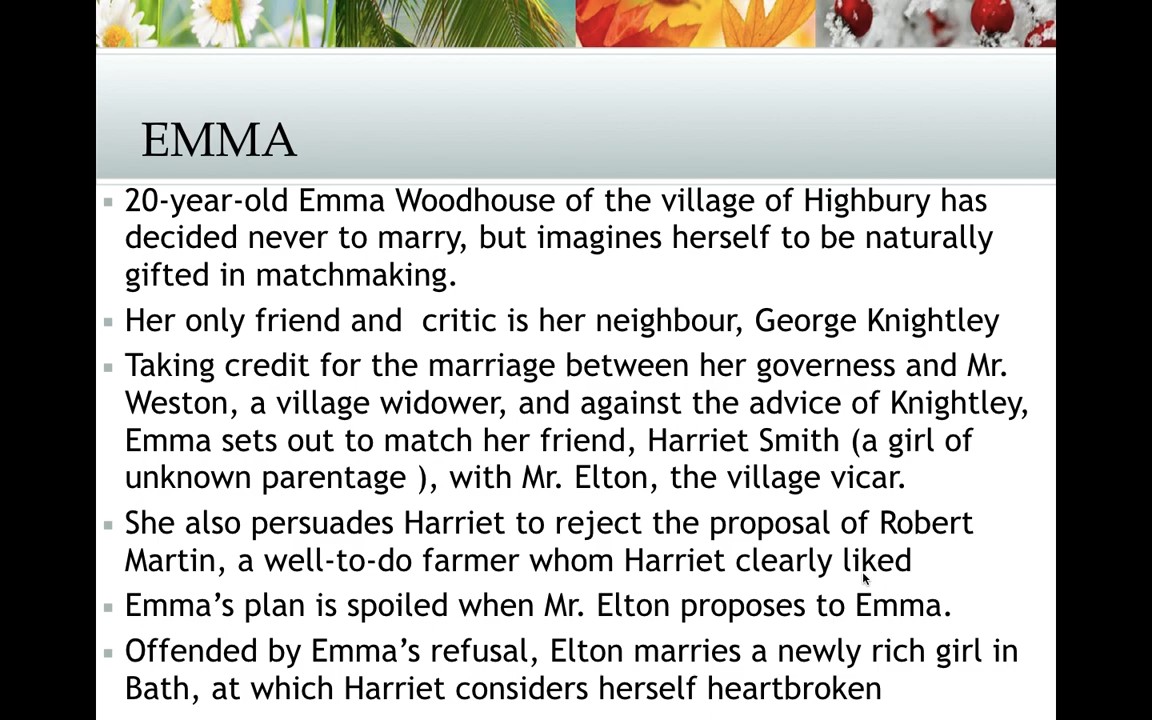 EMMA
20-year-old Emma Woodhouse of the village of Highbury has
decided never to marry, but imagines herself to be naturally
gifted in matchmaking.
Her only friend and  critic is her neighbour, George Knightley
Taking credit for the marriage between her governess and Mr.
Weston, a village widower, and against the advice of Knightley,
Emma sets out to match her friend, Harriet Smith (a girl of
unknown parentage ), with Mr. Elton, the village vicar.
She also persuades Harriet to reject the proposal of Robert
Martin, a well-to-do farmer whom Harriet clearly liked
Emma’s plan is spoiled when Mr. Elton proposes to Emma.
Offended by Emma’s refusal, Elton marries a newly rich girl in
Bath, at which Harriet considers herself heartbroken